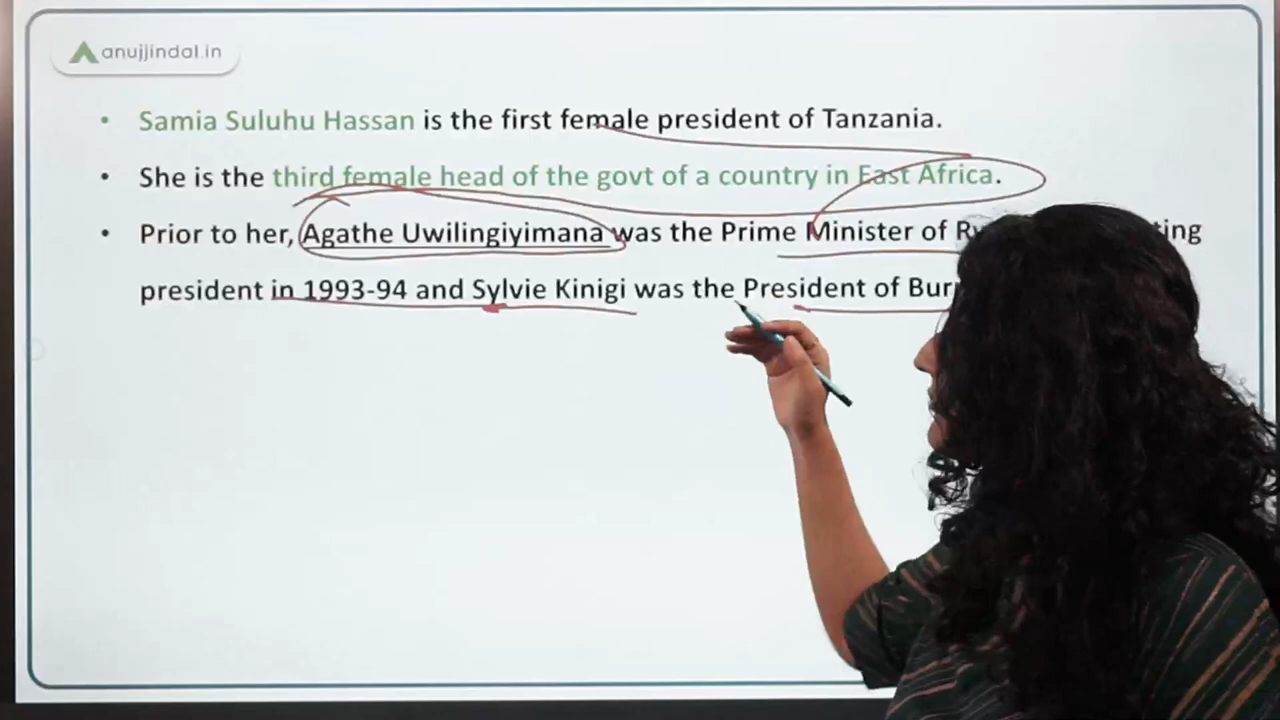 anujjindal.in
• Samia Suluhu Hassan is the first female president of Tanzania.
• She is the third female head of the govt of a country in East Africa.
• Prior to her, Agathe Uwilingiyimana was the Prime Minister of
president in 1993-94 and Sylvie Kinigi was the President of